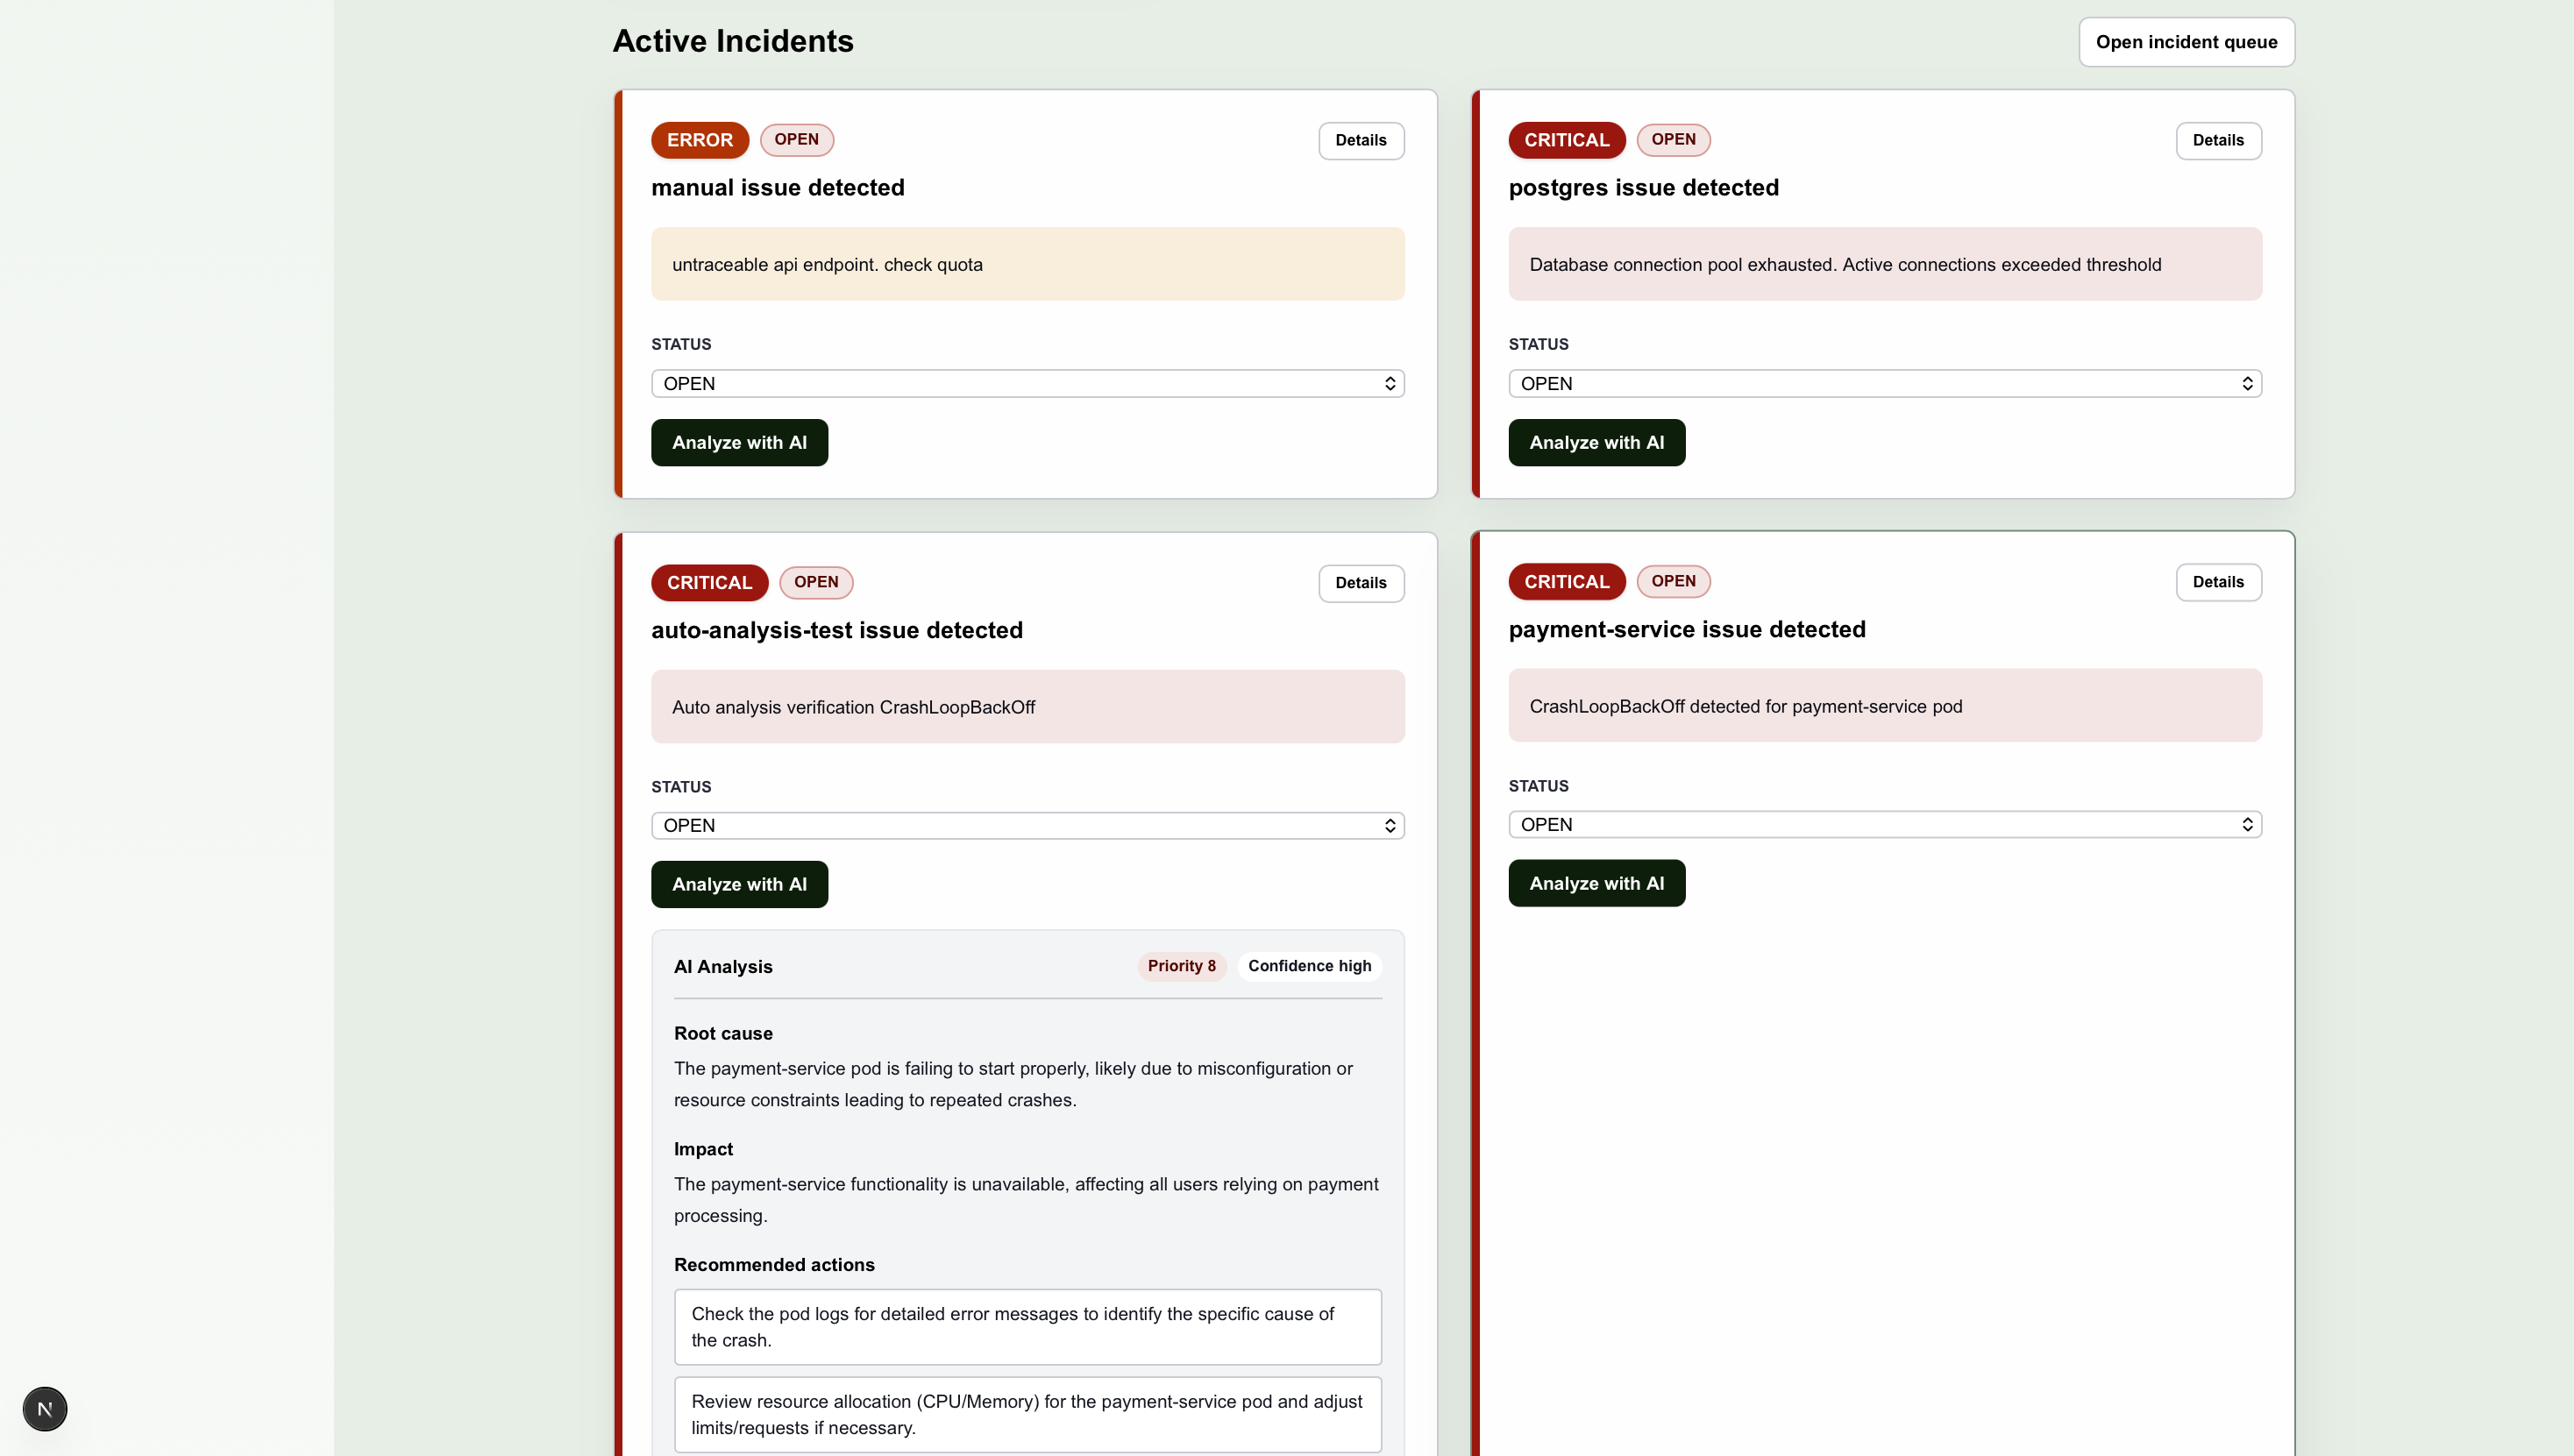 Active Incidents
Open incident queue
ERROR
OPEN
Details
manual issue detected
untraceable api endpoint. check quota
STATUS
OPEN
Analyze with AI
CRITICAL
OPEN
Details
postgres issue detected
Database connection pool exhausted. Active connections exceeded threshold
STATUS
OPEN
Analyze with AI
CRITICAL
OPEN
Details
auto-analysis-test issue detected
Auto analysis verification CrashLoopBackOff
STATUS
OPEN
Analyze with AI
AI Analysis
Priority 8
Confidence high
Root cause
The payment-service pod is failing to start properly, likely due to misconfiguration or
resource constraints leading to repeated crashes.
Impact
The payment-service functionality is unavailable, affecting all users relying on payment
processing.
Recommended actions
Check the pod logs for detailed error messages to identify the specific cause of
the crash.
Review resource allocation (CPU/Memory) for the payment-service pod and adjust
limits/requests if necessary.
CRITICAL
OPEN
Details
payment-service issue detected
CrashLoopBackOff detected for payment-service pod
STATUS
OPEN
Analyze with AI
N